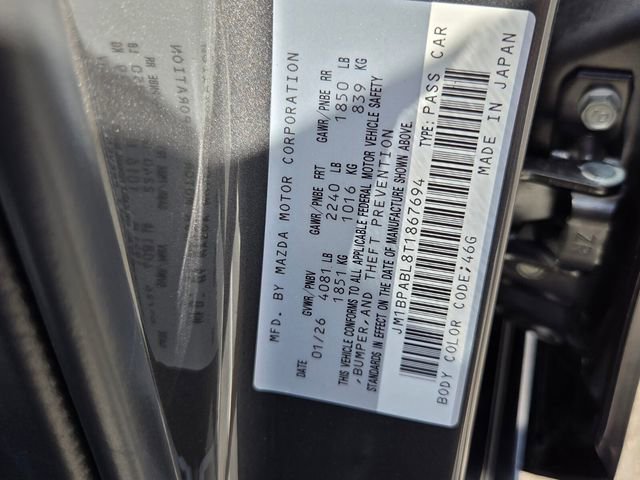 MFD. BY MAZDA MOTOR CORPORATION
GVWR/PNBV GAWR/PNBE FRT GAWR/PNBE RR
01/26 4081 LB 2240 LB 1850 LB
1851 KG 1016 KG 839 KG
THIS VEHICLE CONFORMS TO ALL APPLICABLE FEDERAL MOTOR VEHICLE SAFETY
,BUMPER,AND THEFT PREVENTION
STANDARDS IN EFFECT ON THE DATE OF MANUFACTURE SHOWN ABOVE.
JM1BPABL8T1867694 TYPE:PASS CAR
BODY COLOR CODE;46G MADE IN JAPAN